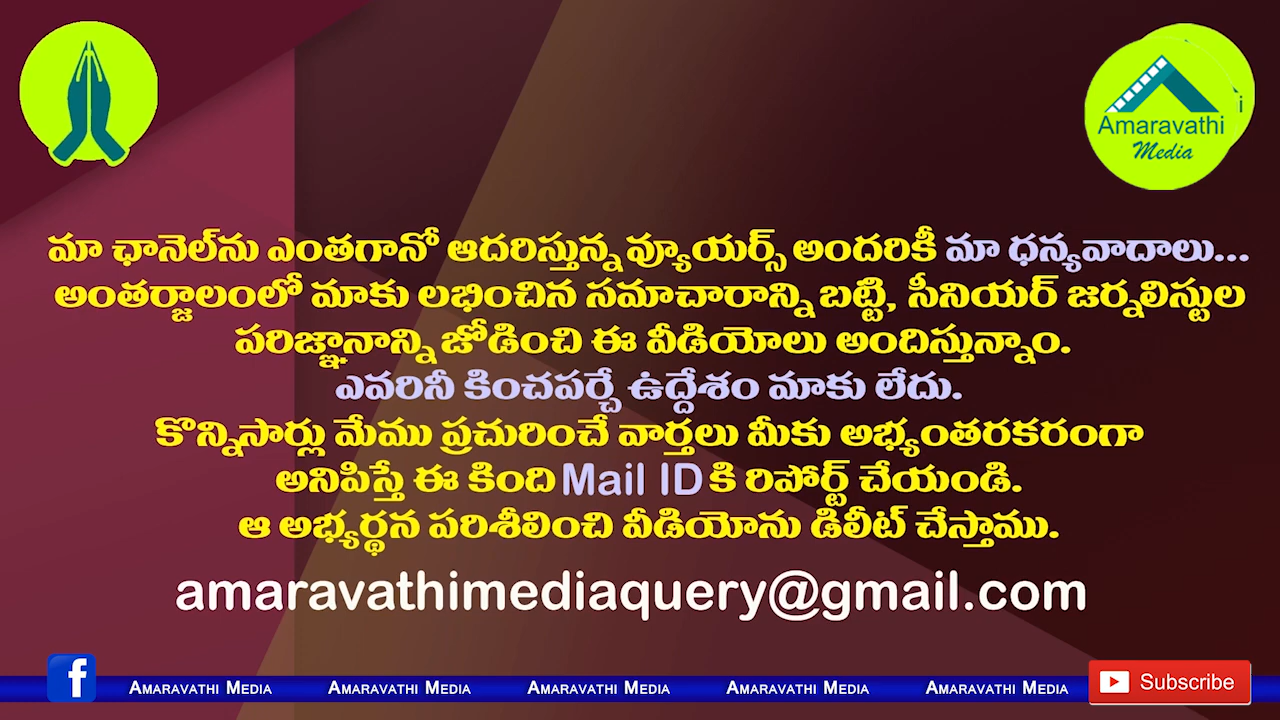 Amaravathi
Media
మా ఛానెల్‌ను ఎంతగానో ఆదరిస్తున్న వ్యూయర్స్ అందరికీ మా ధన్యవాదాలు...
అంతర్జాలంలో మాకు లభించిన సమాచారాన్ని బట్టి, సీనియర్ జర్నలిస్టుల
పరిజ్ఞానాన్ని జోడించి ఈ వీడియోలు అందిస్తున్నాం.
ఎవరినీ కించపర్చే ఉద్దేశం మాకు లేదు.
కొన్నిసార్లు మేము ప్రచురించే వార్తలు మీకు అభ్యంతరకరంగా
అనిపిస్తే ఈ కింది Mail ID కి రిపోర్ట్ చేయండి.
ఆ అభ్యర్థన పరిశీలించి వీడియోను డిలీట్ చేస్తాము.
amaravathimediaquery@gmail.com
f Amaravathi Media Amaravathi Media Amaravathi Media Amaravathi Media Amaravathi Media Subscribe